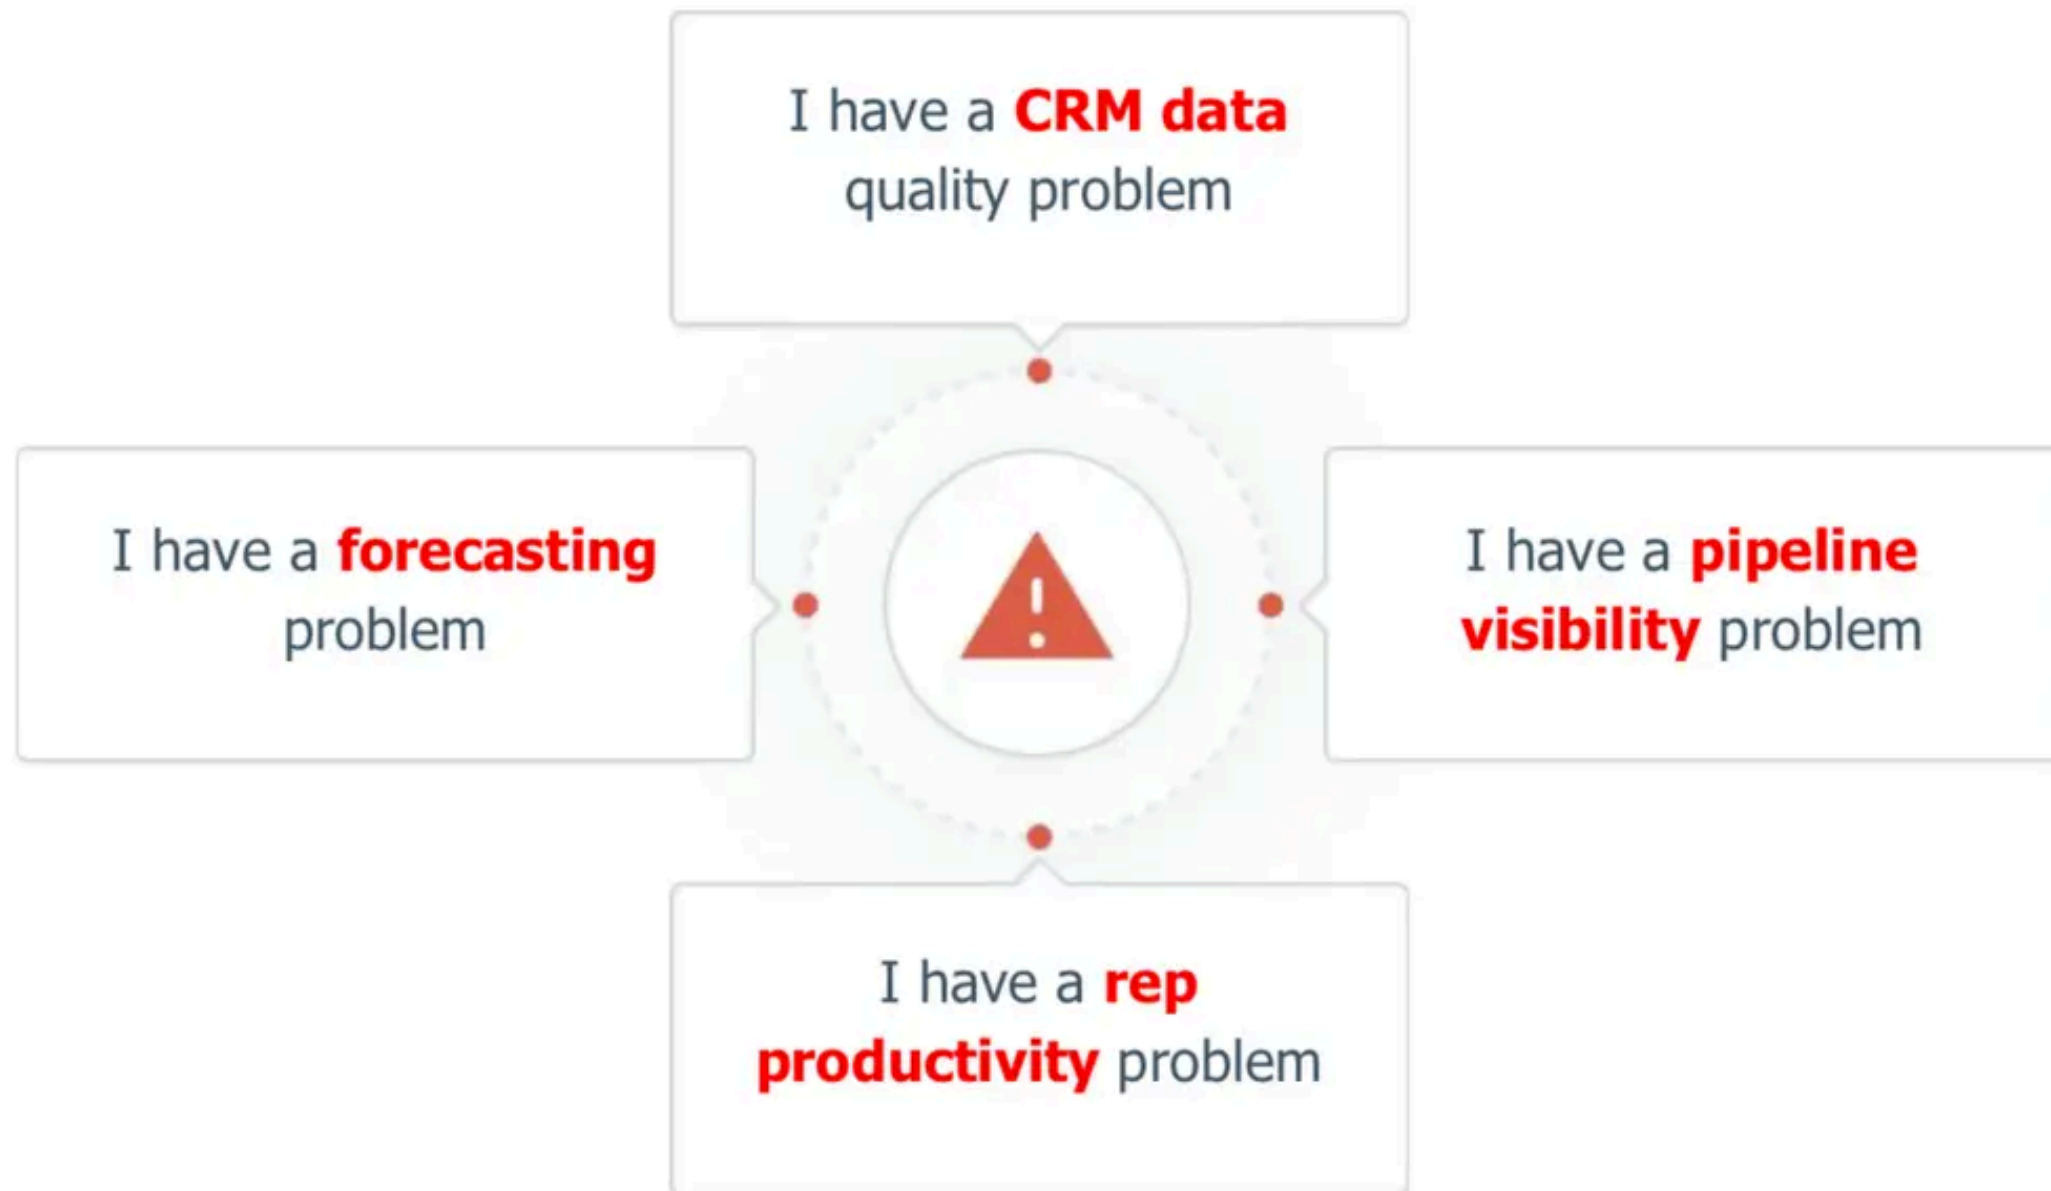 I have a CRM data
quality problem
I have a forecasting
problem
I have a pipeline
visibility problem
I have a rep
productivity problem